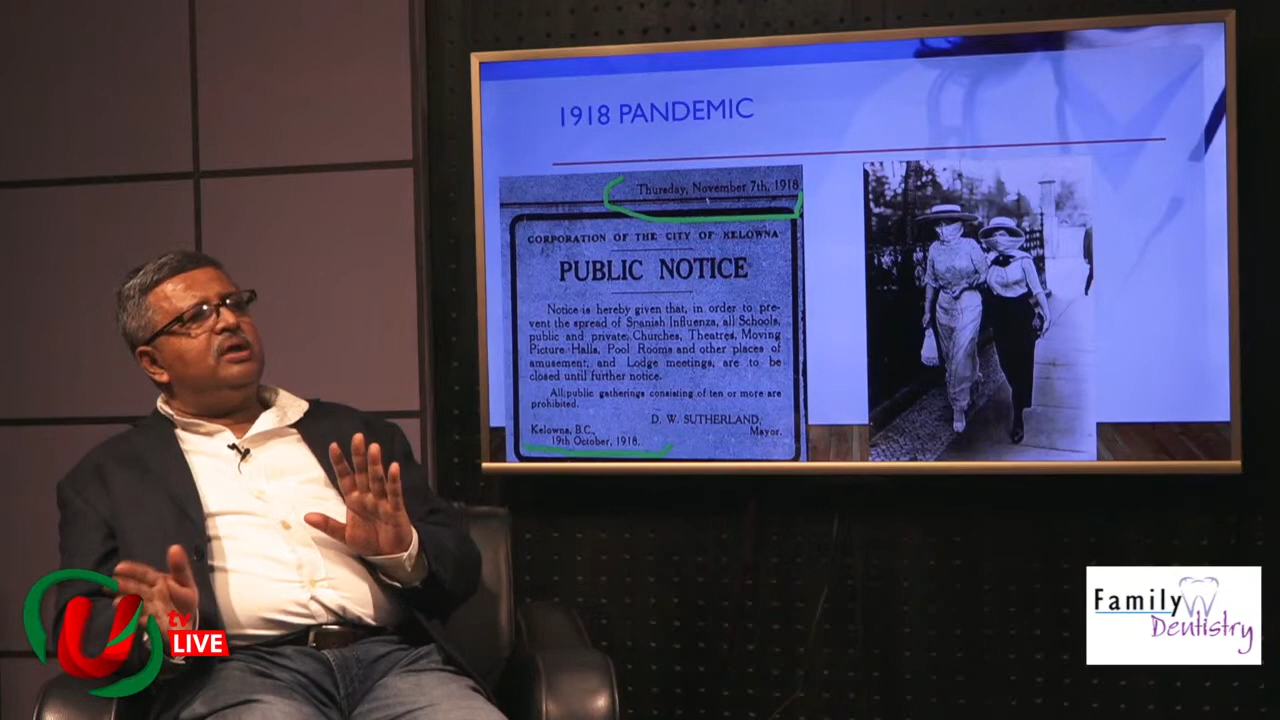 1918 PANDEMIC
Thursday, November 7th, 1918
CORPORATION OF THE CITY OF KELOWNA
PUBLIC NOTICE
Notice is hereby given that, in order to pre-
vent the spread of Spanish Influenza, all Schools,
public and private, Churches, Theatres, Moving
Picture Halls, Pool Rooms and other places of
amusement, and Lodge meetings, are to be
closed until further notice.
All public gatherings consisting of ten or more are
prohibited.
D. W. SUTHERLAND,
Mayor.
Kelowna, B.C.,
19th October, 1918.
U tv
LIVE
Family
Dentistry